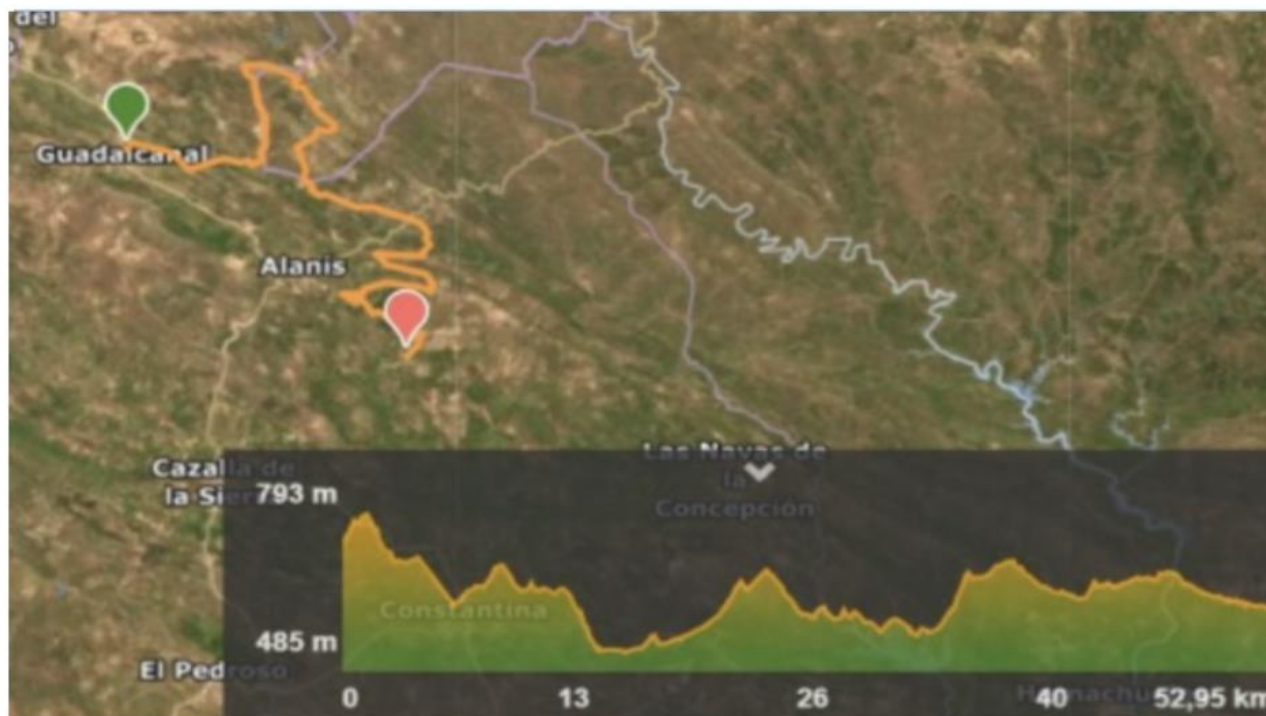 del
Guadalcanal
Alanis
Cazalla de
la Sierra
Las Navas de
la
Concepción
793 m
Constantina
485 m
El Pedroso
0 13 26 40 52,95 km